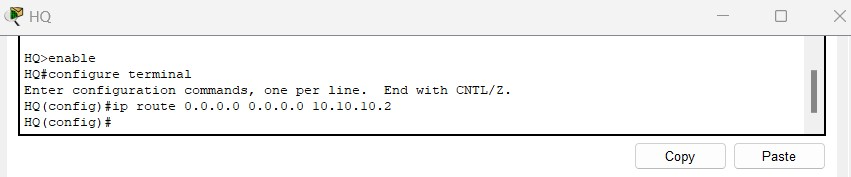 HQ
HQ>enable
HQ#configure terminal
Enter configuration commands, one per line.  End with CNTL/Z.
HQ(config)#ip route 0.0.0.0 0.0.0.0 10.10.10.2
HQ(config)#
Copy
Paste